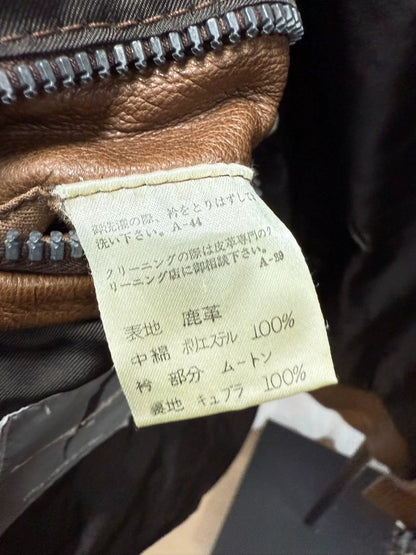 御洗濯の際、衿をとりはずして
洗い下さい。A-44
クリーニングの際は皮革専門のク
リーニング店に御相談下さい。
A-29
表地 鹿革
中綿 ポリエステル 100%
衿 部分 ムートン
裏地 キュプラ 100%